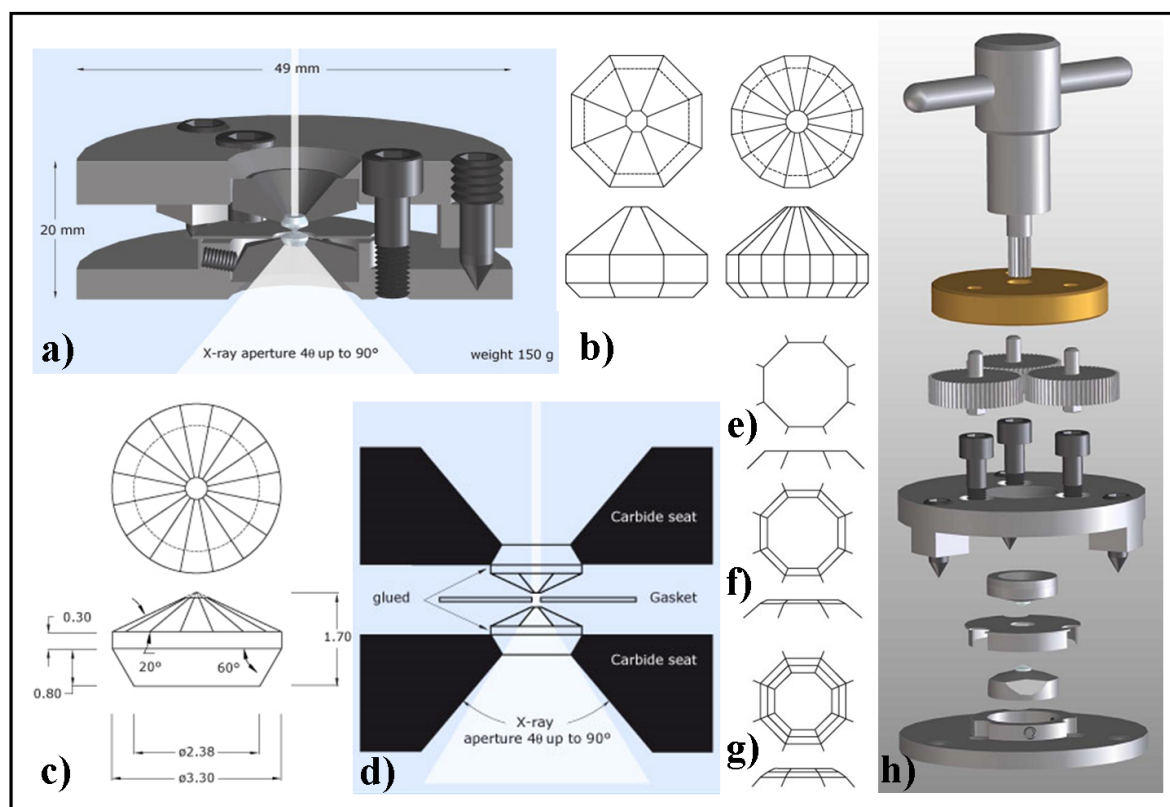 49 mm
20 mm
X-ray aperture 4θ up to 90°
weight 150 g
a)
b)
0.30
0.80
20°
60°
1.70
ø2.38
ø3.30
c)
Carbide seat
glued
Gasket
Carbide seat
X-ray
aperture 4θ up to 90°
d)
e)
f)
g)
h)